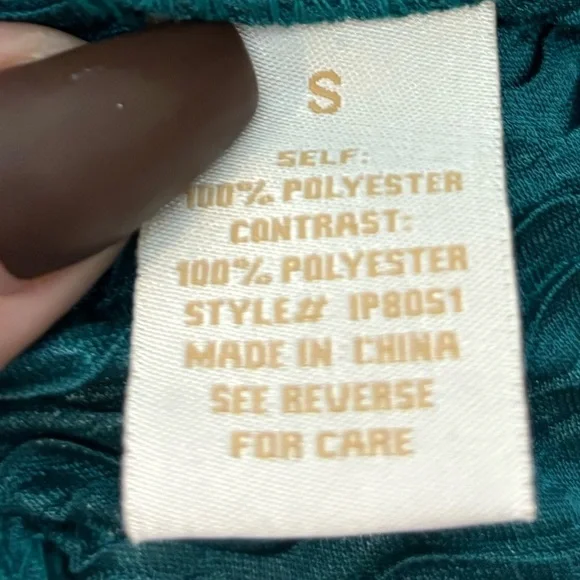 S
SELF:
100% POLYESTER
CONTRAST:
100% POLYESTER
STYLE# IP8051
MADE IN CHINA
SEE REVERSE
FOR CARE